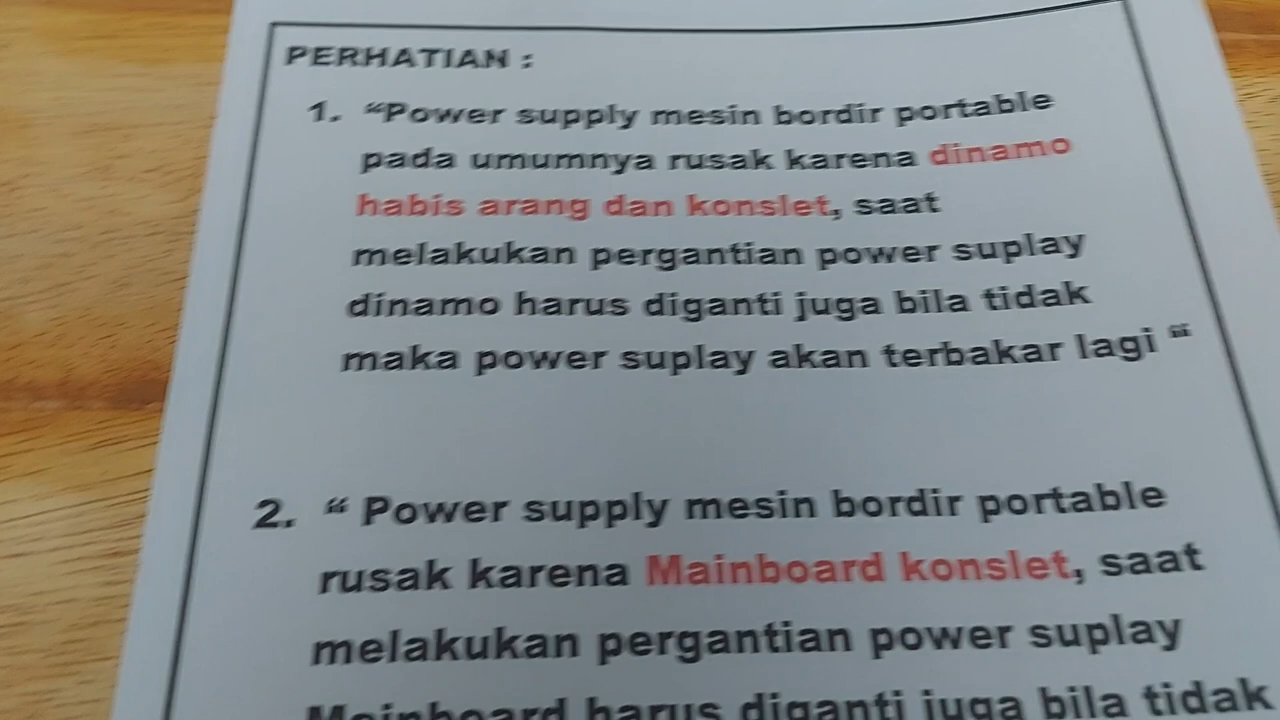 PERHATIAN :
1. “Power supply mesin bordir portable
pada umumnya rusak karena dinamo
habis arang dan konslet, saat
melakukan pergantian power suplay
dinamo harus diganti juga bila tidak
maka power suplay akan terbakar lagi “
2. “ Power supply mesin bordir portable
rusak karena Mainboard konslet, saat
melakukan pergantian power suplay
Mainboard harus diganti juga bila tidak